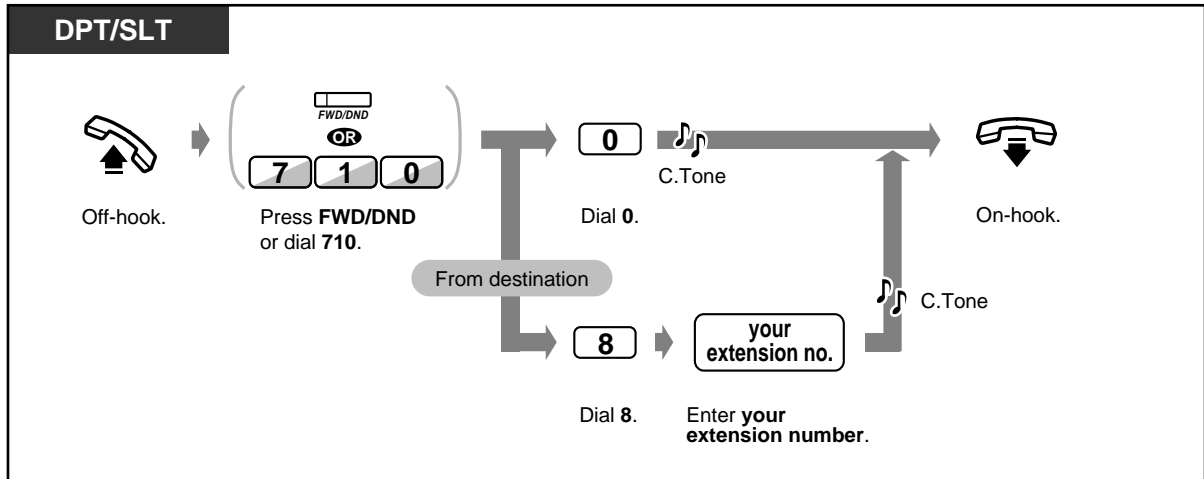 DPT/SLT
FWD/DND
OR
7 1 0
0
C.Tone
Off-hook.
Press FWD/DND
or dial 710.
Dial 0.
On-hook.
From destination
C.Tone
8
your
extension no.
Dial 8.
Enter your
extension number.